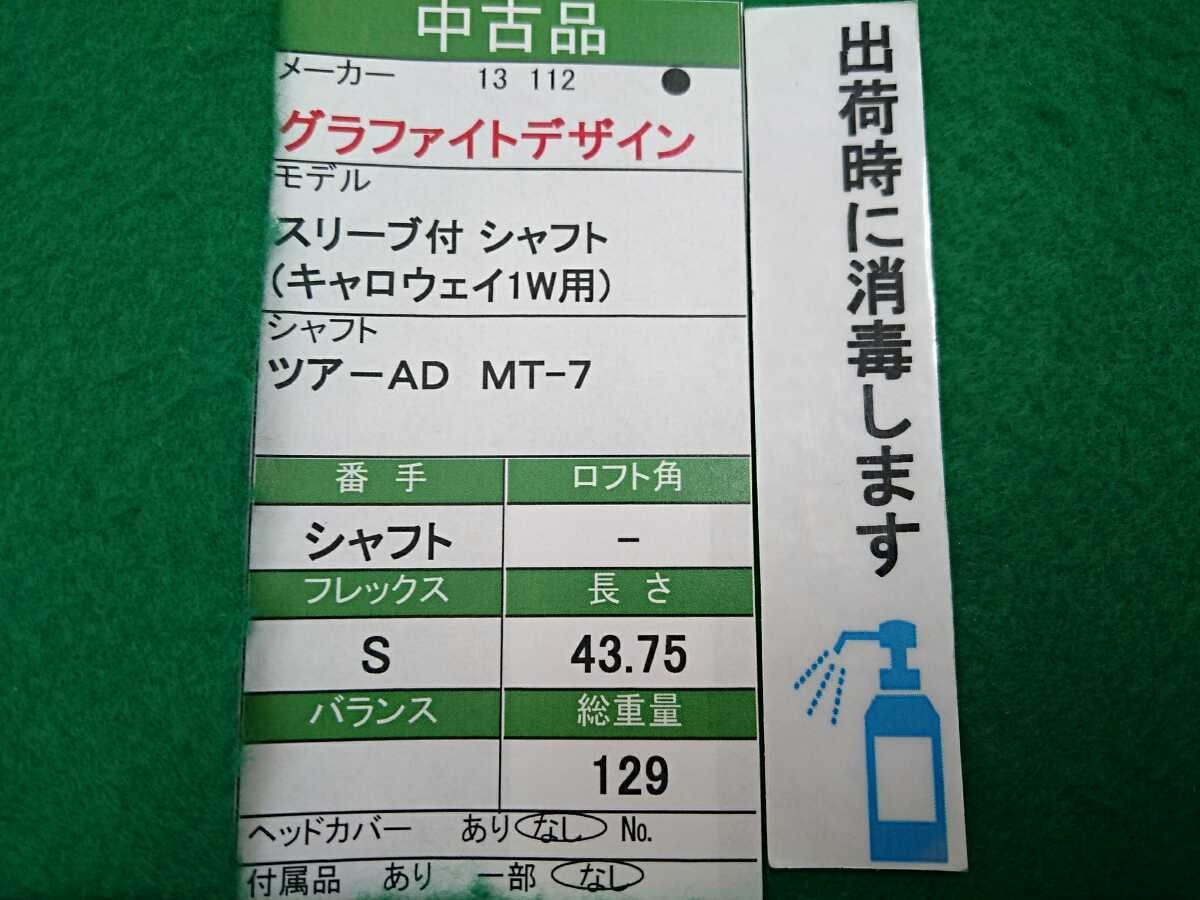 中古品
メーカー 13 112 ●
グラファイトデザイン
モデル
スリーブ付 シャフト
(キャロウェイ1W用)
シャフト
ツアーAD MT-7
番手 ロフト角
シャフト -
フレックス 長さ
S 43.75
バランス 総重量
129
ヘッドカバー あり なし No.
付属品 あり 一部 なし
出荷時に消毒します